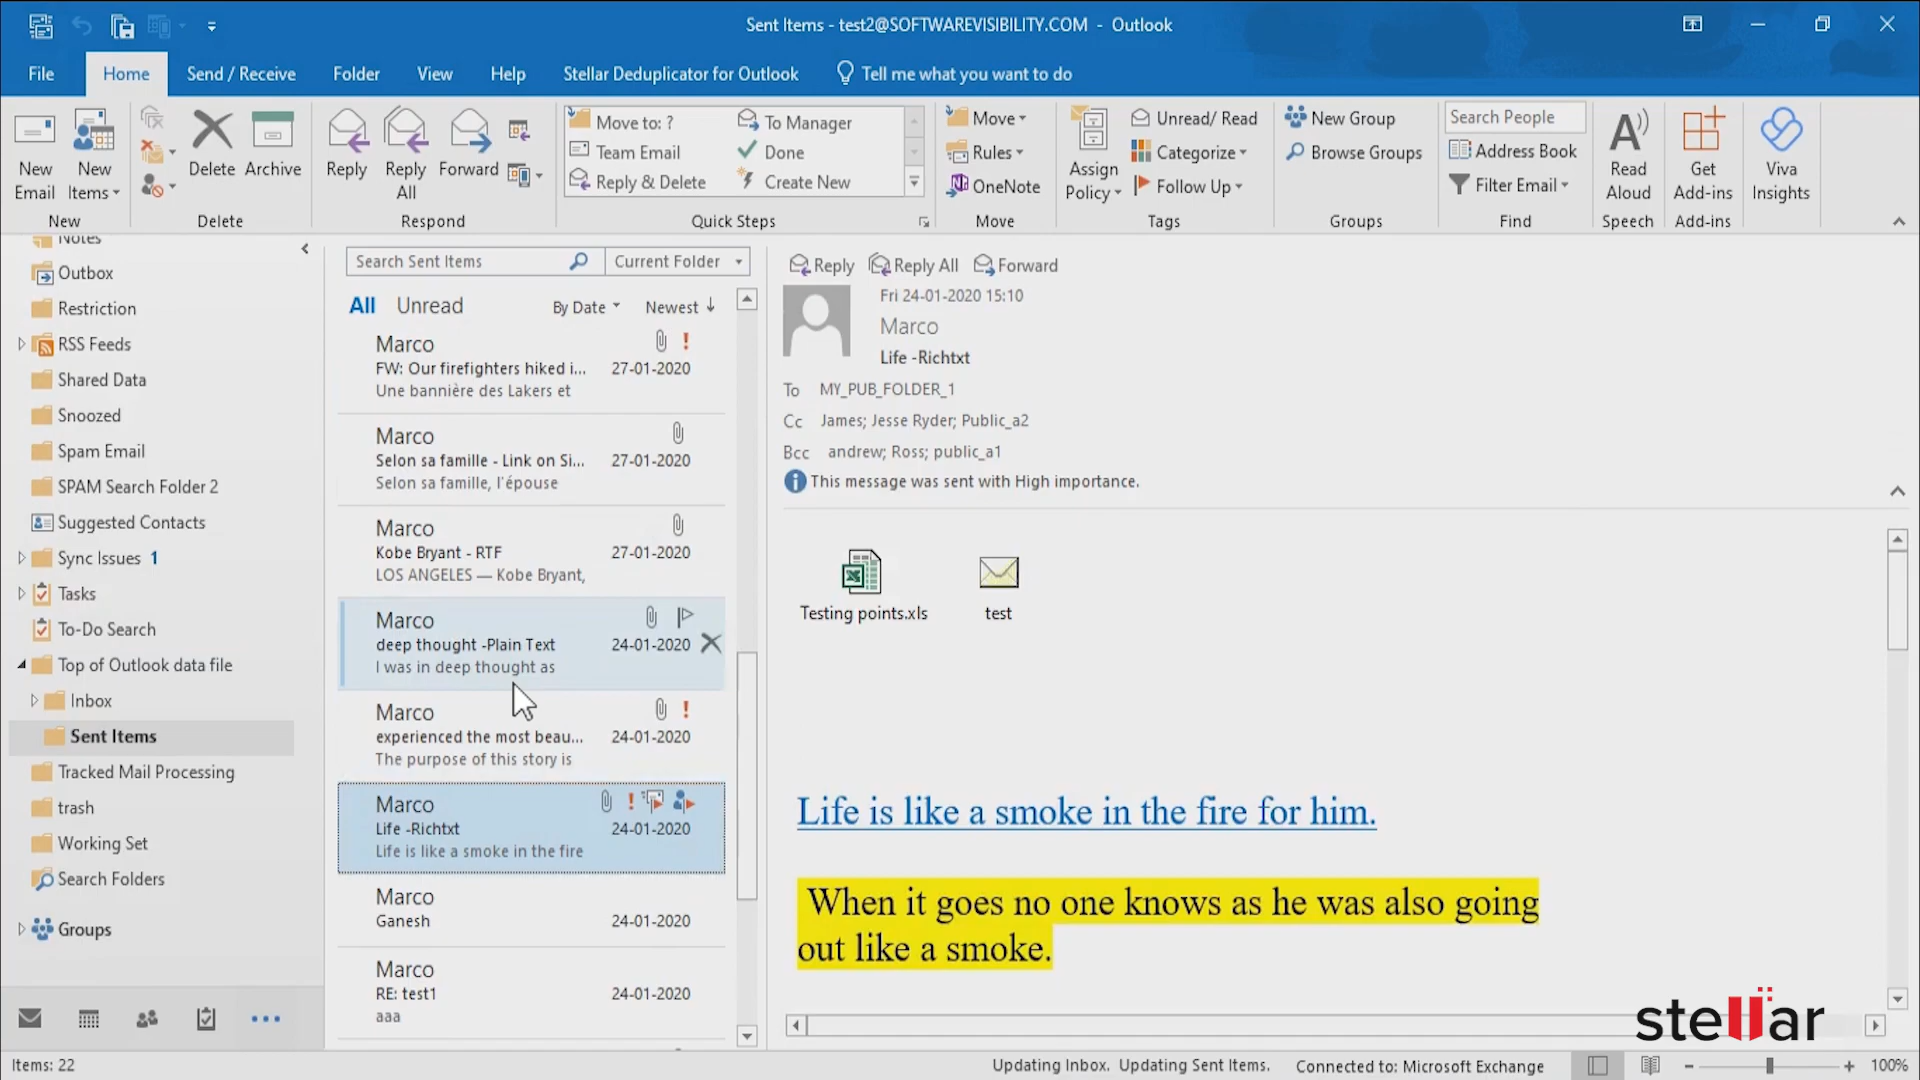 Sent Items - test2@SOFTWAREVISIBILITY.COM - Outlook
File Home Send / Receive Folder View Help Stellar Deduplicator for Outlook Tell me what you want to do
New Email
New Items
New
Delete
Archive
Delete
Reply
Reply All
Forward
Respond
Move to: ?
Team Email
Reply & Delete
To Manager
Done
Create New
Quick Steps
Move
Rules
OneNote
Move
Assign Policy
Unread/ Read
Categorize
Follow Up
Tags
New Group
Browse Groups
Groups
Search People
Address Book
Filter Email
Find
Read Aloud
Speech
Get Add-ins
Add-ins
Viva Insights
Notes
Outbox
Restriction
RSS Feeds
Shared Data
Snoozed
Spam Email
SPAM Search Folder 2
Suggested Contacts
Sync Issues 1
Tasks
To-Do Search
Top of Outlook data file
Inbox
Sent Items
Tracked Mail Processing
trash
Working Set
Search Folders
Groups
Search Sent Items
Current Folder
All Unread By Date Newest
Marco
FW: Our firefighters hiked i... 27-01-2020
Une bannière des Lakers et
Marco
Selon sa famille - Link on Si... 27-01-2020
Selon sa famille, l'épouse
Marco
Kobe Bryant - RTF 27-01-2020
LOS ANGELES — Kobe Bryant,
Marco
deep thought -Plain Text 24-01-2020
I was in deep thought as
Marco
experienced the most beau... 24-01-2020
The purpose of this story is
Marco
Life -Richtxt 24-01-2020
Life is like a smoke in the fire
Marco
Ganesh 24-01-2020
Marco
RE: test1 24-01-2020
aaa
Reply Reply All Forward
Fri 24-01-2020 15:10
Marco
Life -Richtxt
To MY_PUB_FOLDER_1
Cc James; Jesse Ryder; Public_a2
Bcc andrew; Ross; public_a1
This message was sent with High importance.
Testing points.xls
test
Life is like a smoke in the fire for him.
When it goes no one knows as he was also going
out like a smoke.
stellar
Items: 22
Updating Inbox. Updating Sent Items. Connected to: Microsoft Exchange 100%